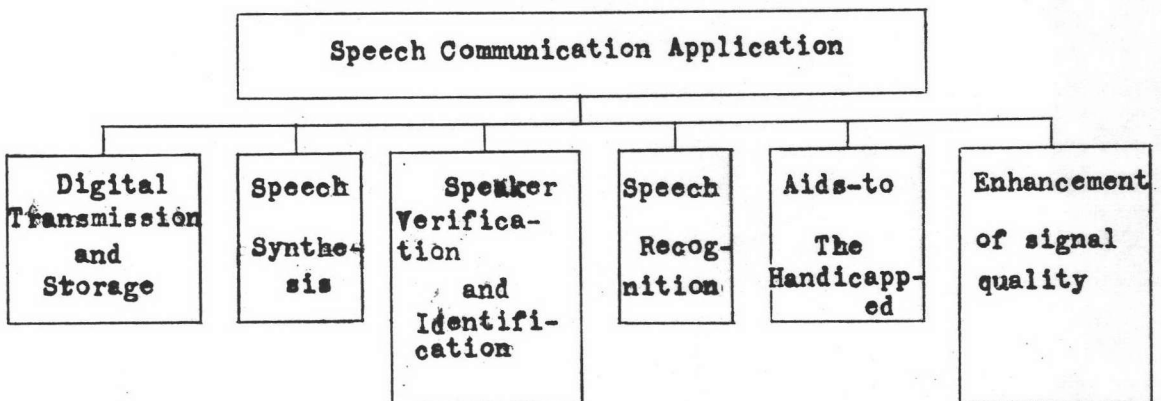 Speech Communication Application
Digital
Transmission
and
Storage
Speech
Synthe-
sis
Speaker
Verifica-
tion
and
Identifi-
cation
Speech
Recog-
nition
Aids-to
The
Handicapp-
ed
Enhancement
of signal
quality